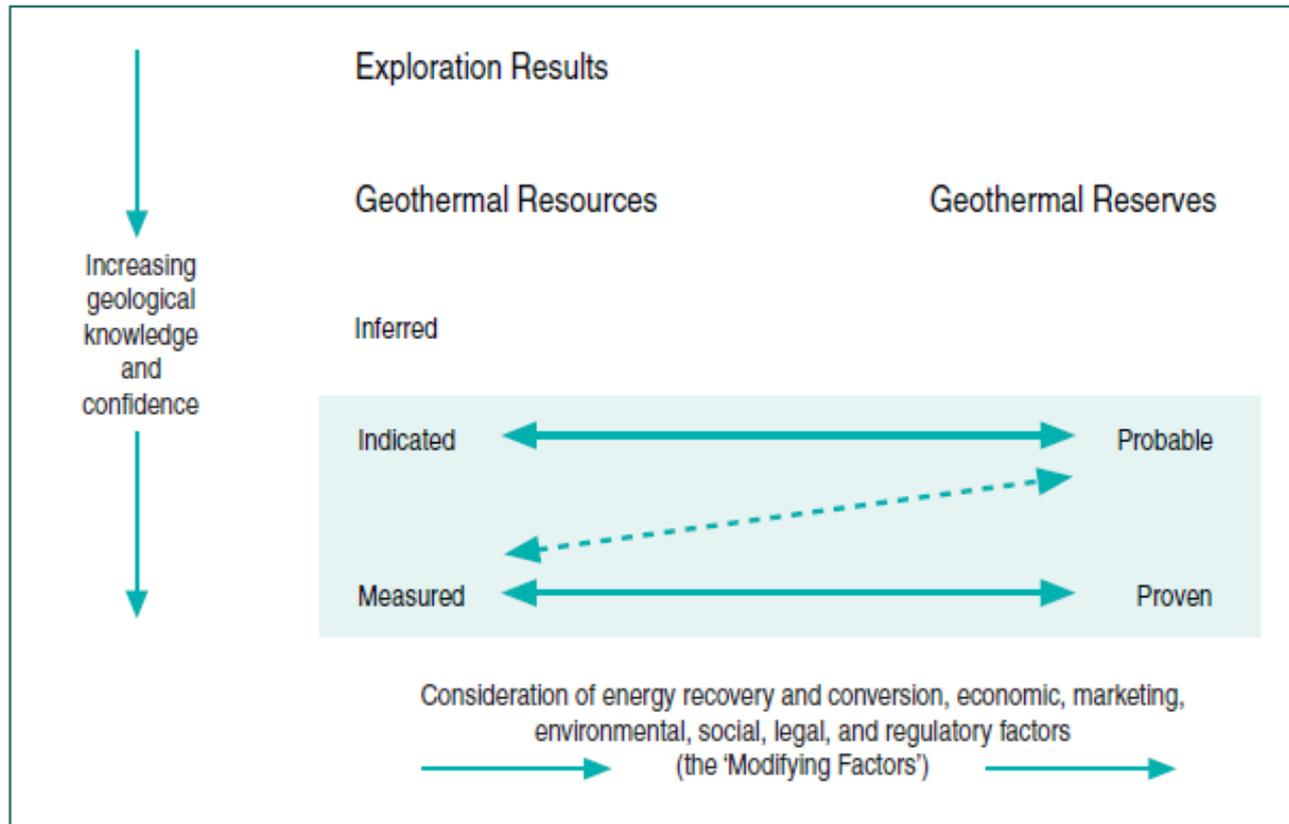 Exploration Results
Geothermal Resources
Geothermal Reserves
Increasing
geological
knowledge
and
confidence
Inferred
Indicated
Probable
Measured
Proven
Consideration of energy recovery and conversion, economic, marketing,
environmental, social, legal, and regulatory factors
(the ‘Modifying Factors’)